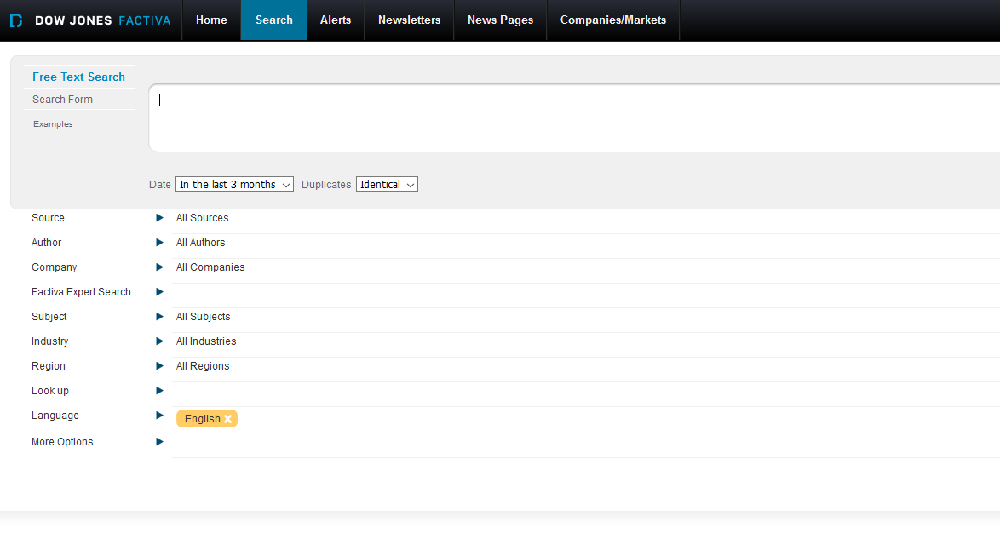 DOW JONES FACTIVA Home Search Alerts Newsletters News Pages Companies/Markets
Free Text Search
Search Form
Examples
Date In the last 3 months Duplicates Identical
Source All Sources
Author All Authors
Company All Companies
Factiva Expert Search
Subject All Subjects
Industry All Industries
Region All Regions
Look up
Language English
More Options